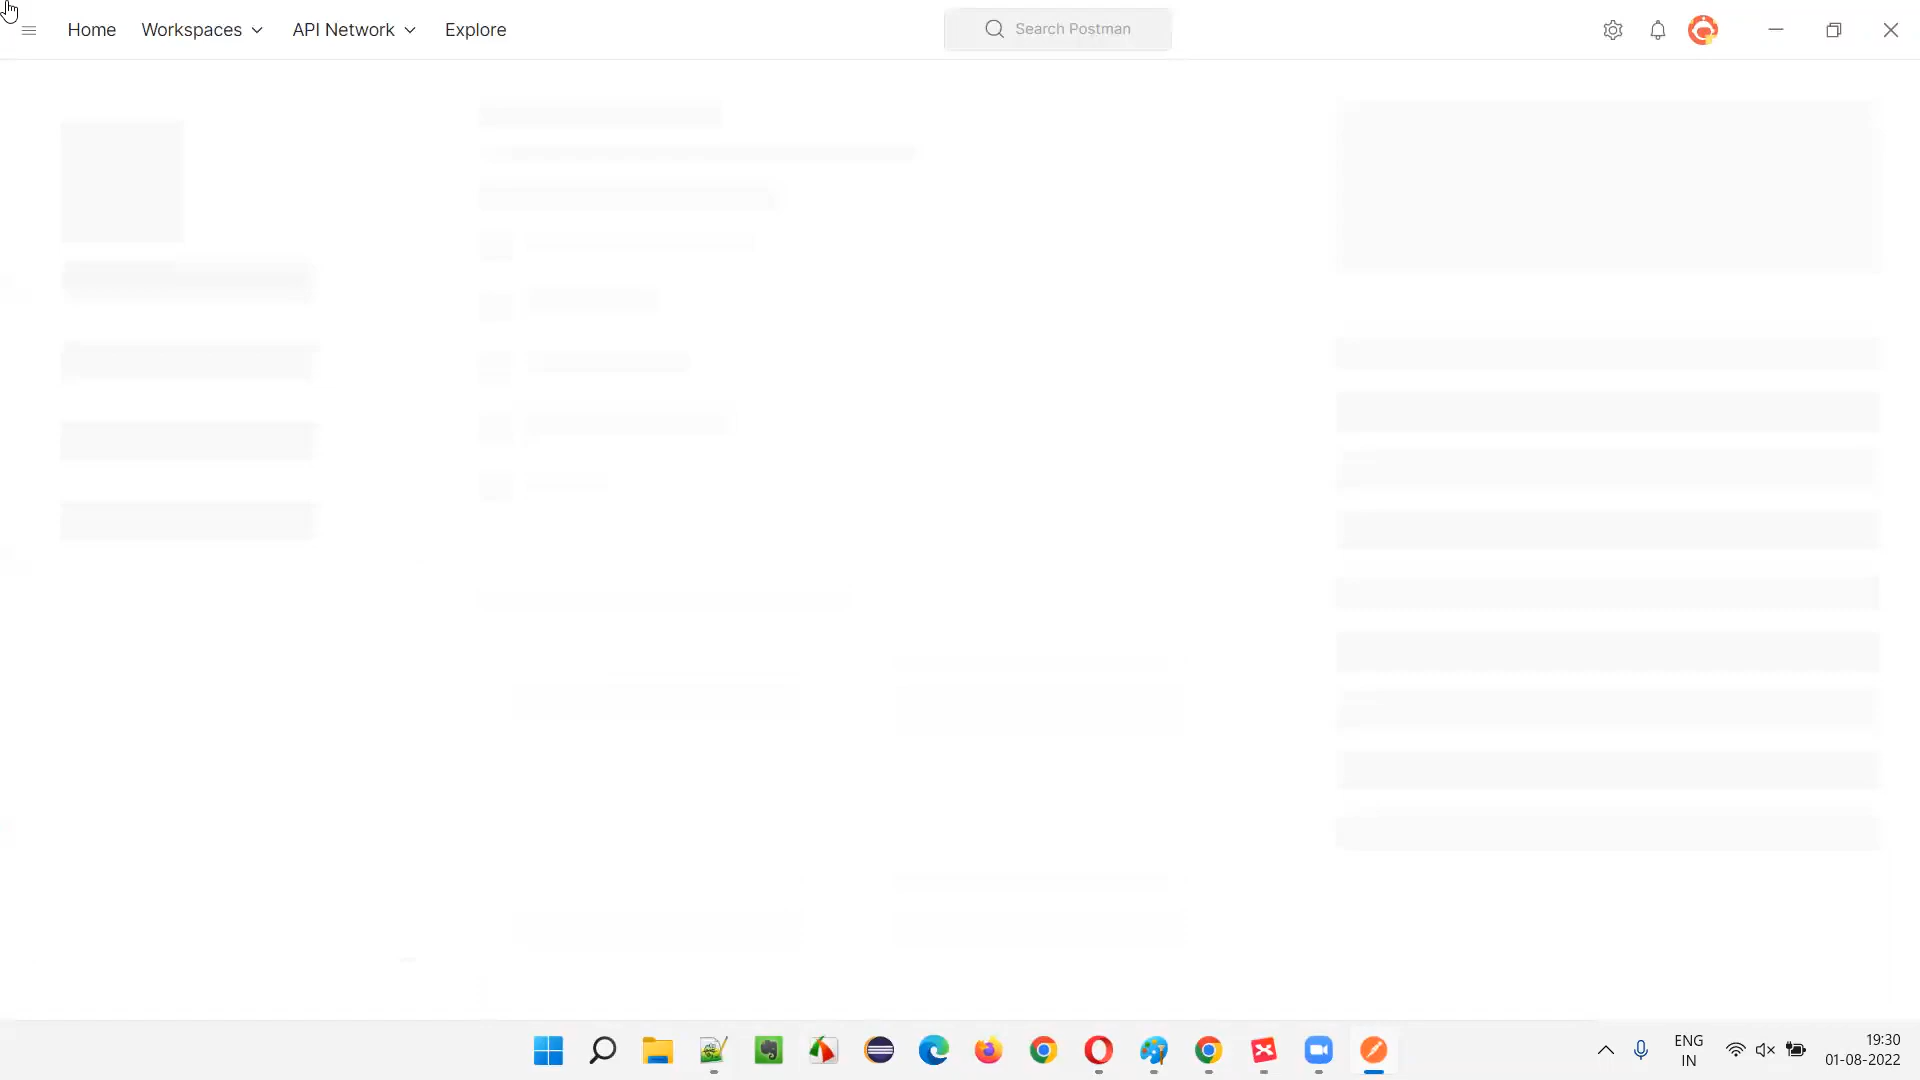 Home Workspaces API Network Explore Search Postman
ENG 19:30
IN 01-08-2022